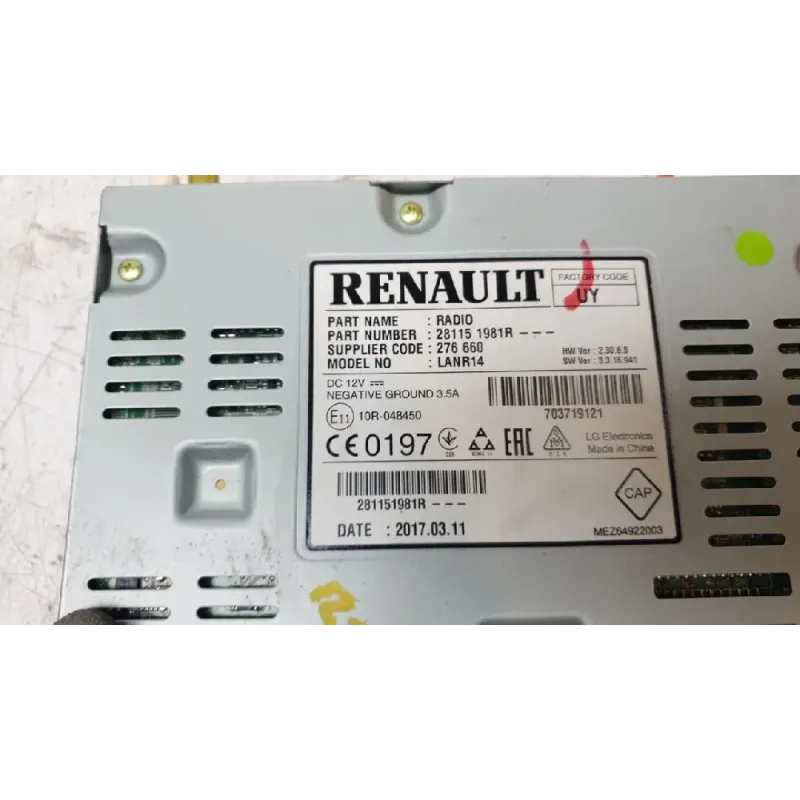 RENAULT
FACTORY CODE
UY
PART NAME : RADIO
PART NUMBER : 28115 1981R - - -
SUPPLIER CODE : 276 660
MODEL NO : LANR14
HW Ver : 2.30.6.5
SW Ver : 3.3.16.941
DC 12V
NEGATIVE GROUND 3.5A
E11 10R-048450
703719121
CE0197
EAC
LG Electronics
Made in China
281151981R - - -
CAP
DATE : 2017.03.11
MEZ64922003